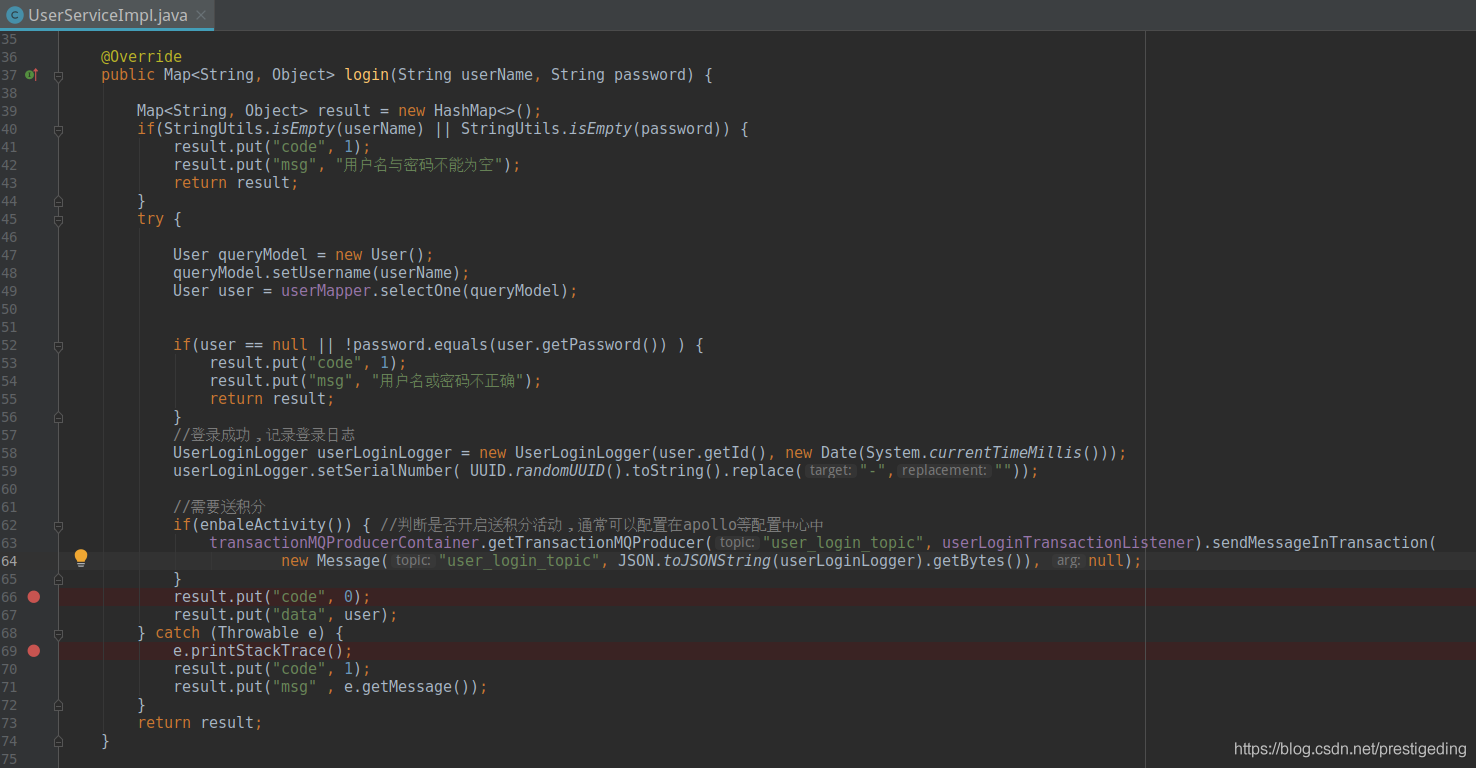 UserServiceImpl.java
35
36 @Override
37 public Map<String, Object> login(String userName, String password) {
38
39 Map<String, Object> result = new HashMap<>();
40 if(StringUtils.isEmpty(userName) || StringUtils.isEmpty(password)) {
41 result.put("code", 1);
42 result.put("msg", "用户名与密码不能为空");
43 return result;
44 }
45 try {
46
47 User queryModel = new User();
48 queryModel.setUsername(userName);
49 User user = userMapper.selectOne(queryModel);
50
51
52 if(user == null || !password.equals(user.getPassword()) ) {
53 result.put("code", 1);
54 result.put("msg", "用户名或密码不正确");
55 return result;
56 }
57 //登录成功，记录登录日志
58 UserLoginLogger userLoginLogger = new UserLoginLogger(user.getId(), new Date(System.currentTimeMillis()));
59 userLoginLogger.setSerialNumber( UUID.randomUUID().toString().replace( target: "-", replacement: ""));
60
61 //需要送积分
62 if(enbaleActivity()) { //判断是否开启送积分活动，通常可以配置在apollo等配置中心中
63 transactionMQProducerContainer.getTransactionMQProducer( topic: "user_login_topic", userLoginTransactionListener).sendMessageInTransaction(
64 new Message( topic: "user_login_topic", JSON.toJSONString(userLoginLogger).getBytes()), arg: null);
65 }
66 result.put("code", 0);
67 result.put("data", user);
68 } catch (Throwable e) {
69 e.printStackTrace();
70 result.put("code", 1);
71 result.put("msg" , e.getMessage());
72 }
73 return result;
74 }
75
https://blog.csdn.net/prestigeding